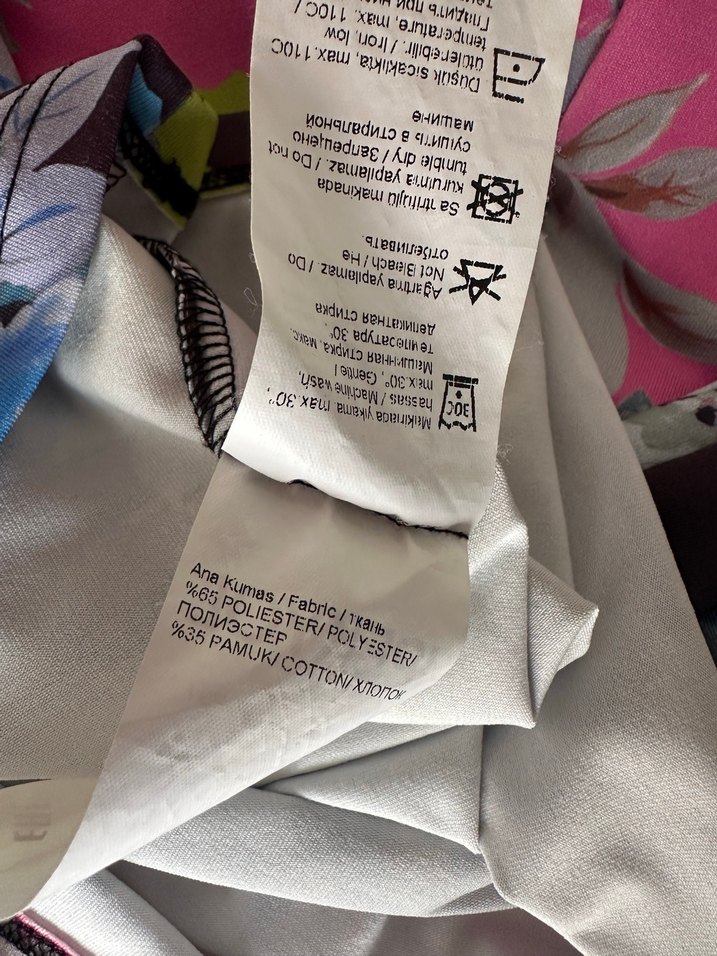 30C
Makinada yıkama, max.30°,
hassas / Machine wash,
max.30°, Gentle /
Машинная стирка, макс.
температура 30°,
деликатная стирка
Ağartma yapılamaz / Do
Not Bleach / Не
отбеливать.
Sa ntrifujlü makinada
kurutma yapılamaz / Do not
tumble dry / Запрещено
сушить в стиральной
машине
Düşük sıcaklıkta, max.110C
ütülenebilir. / Iron, low
temperature, max. 110C /
Гладить при
Ana Kumas / Fabric / ткань
%65 POLIESTER/ POLYESTER/
ПОЛИЭСТЕР
%35 PAMUK/ COTTON/ ХЛОПОК